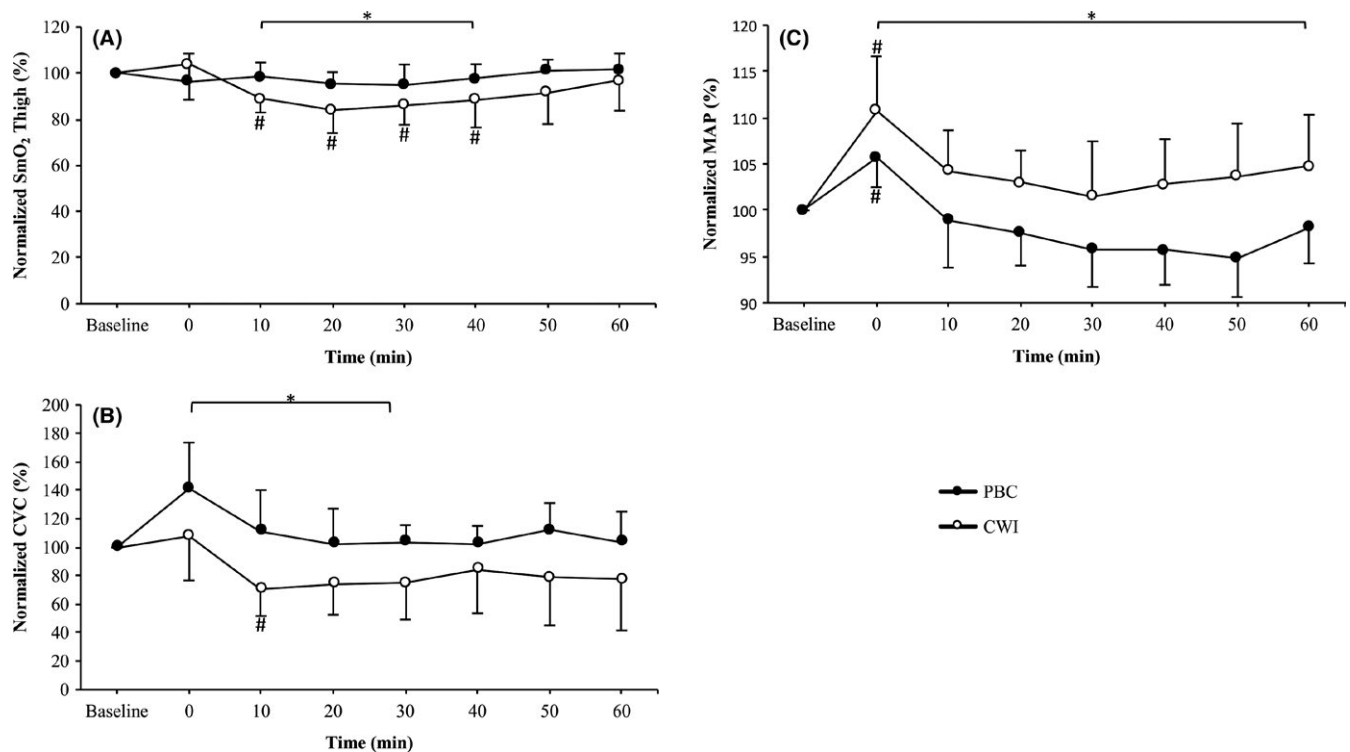 (A)
*
Normalized SmO₂ Thigh (%)
120
100
80
60
40
20
0
# # # #
Baseline 0 10 20 30 40 50 60
Time (min)
(B)
*
Normalized CVC (%)
200
180
160
140
120
100
80
60
40
20
0
#
Baseline 0 10 20 30 40 50 60
Time (min)
(C)
*
Normalized MAP (%)
120
115
110
105
100
95
90
#
#
Baseline 0 10 20 30 40 50 60
Time (min)
PBC
CWI